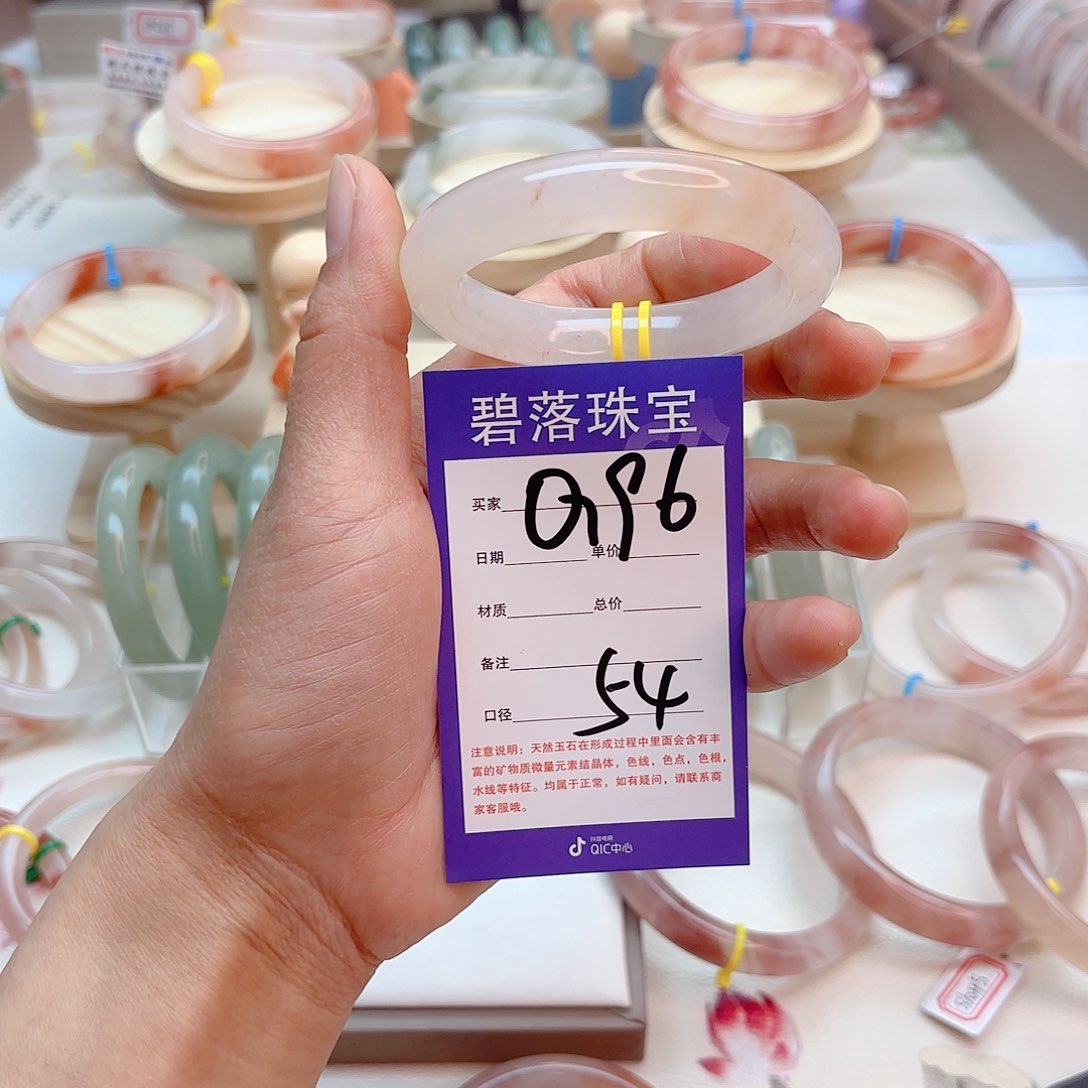 碧落珠宝
买家
日期 单价
材质 总价
备注
54
口径
注意说明：天然玉石在形成过程中里面会含有丰
富的矿物质微量元素结晶体，色线，色点，色根，
水线等特征。均属于正常，如有疑问，请联系商
家客服哦。
抖音电商
QIC中心